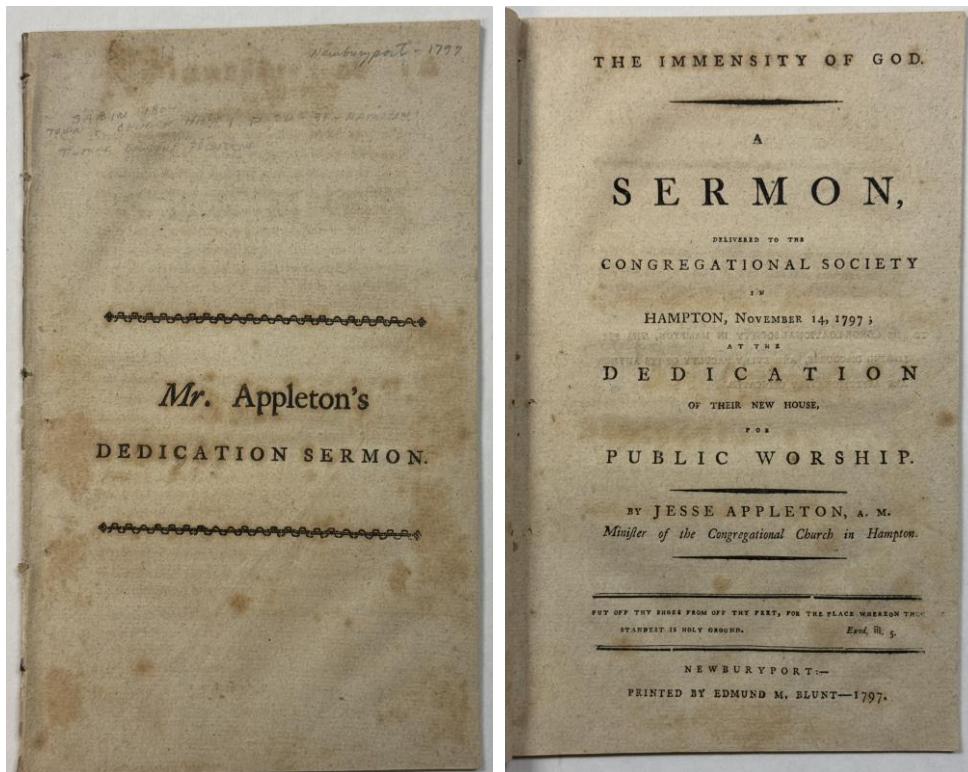 Newburyport - 1797
SABIN 180
Mr. Appleton's
DEDICATION SERMON.
THE IMMENSITY OF GOD.
A
SERMON,
DELIVERED TO THE
CONGREGATIONAL SOCIETY
IN
HAMPTON, NOVEMBER 14, 1797;
AT THE
DEDICATION
OF THEIR NEW HOUSE,
FOR
PUBLIC WORSHIP.
BY JESSE APPLETON, A. M.
Miniſter of the Congregational Church in Hampton.
PUT OFF THY SHOES FROM OFF THY FEET, FOR THE PLACE WHEREON THOU
STANDEST IS HOLY GROUND. Exod. iii. 5.
NEWBURYPORT:—
PRINTED BY EDMUND M. BLUNT—1797.